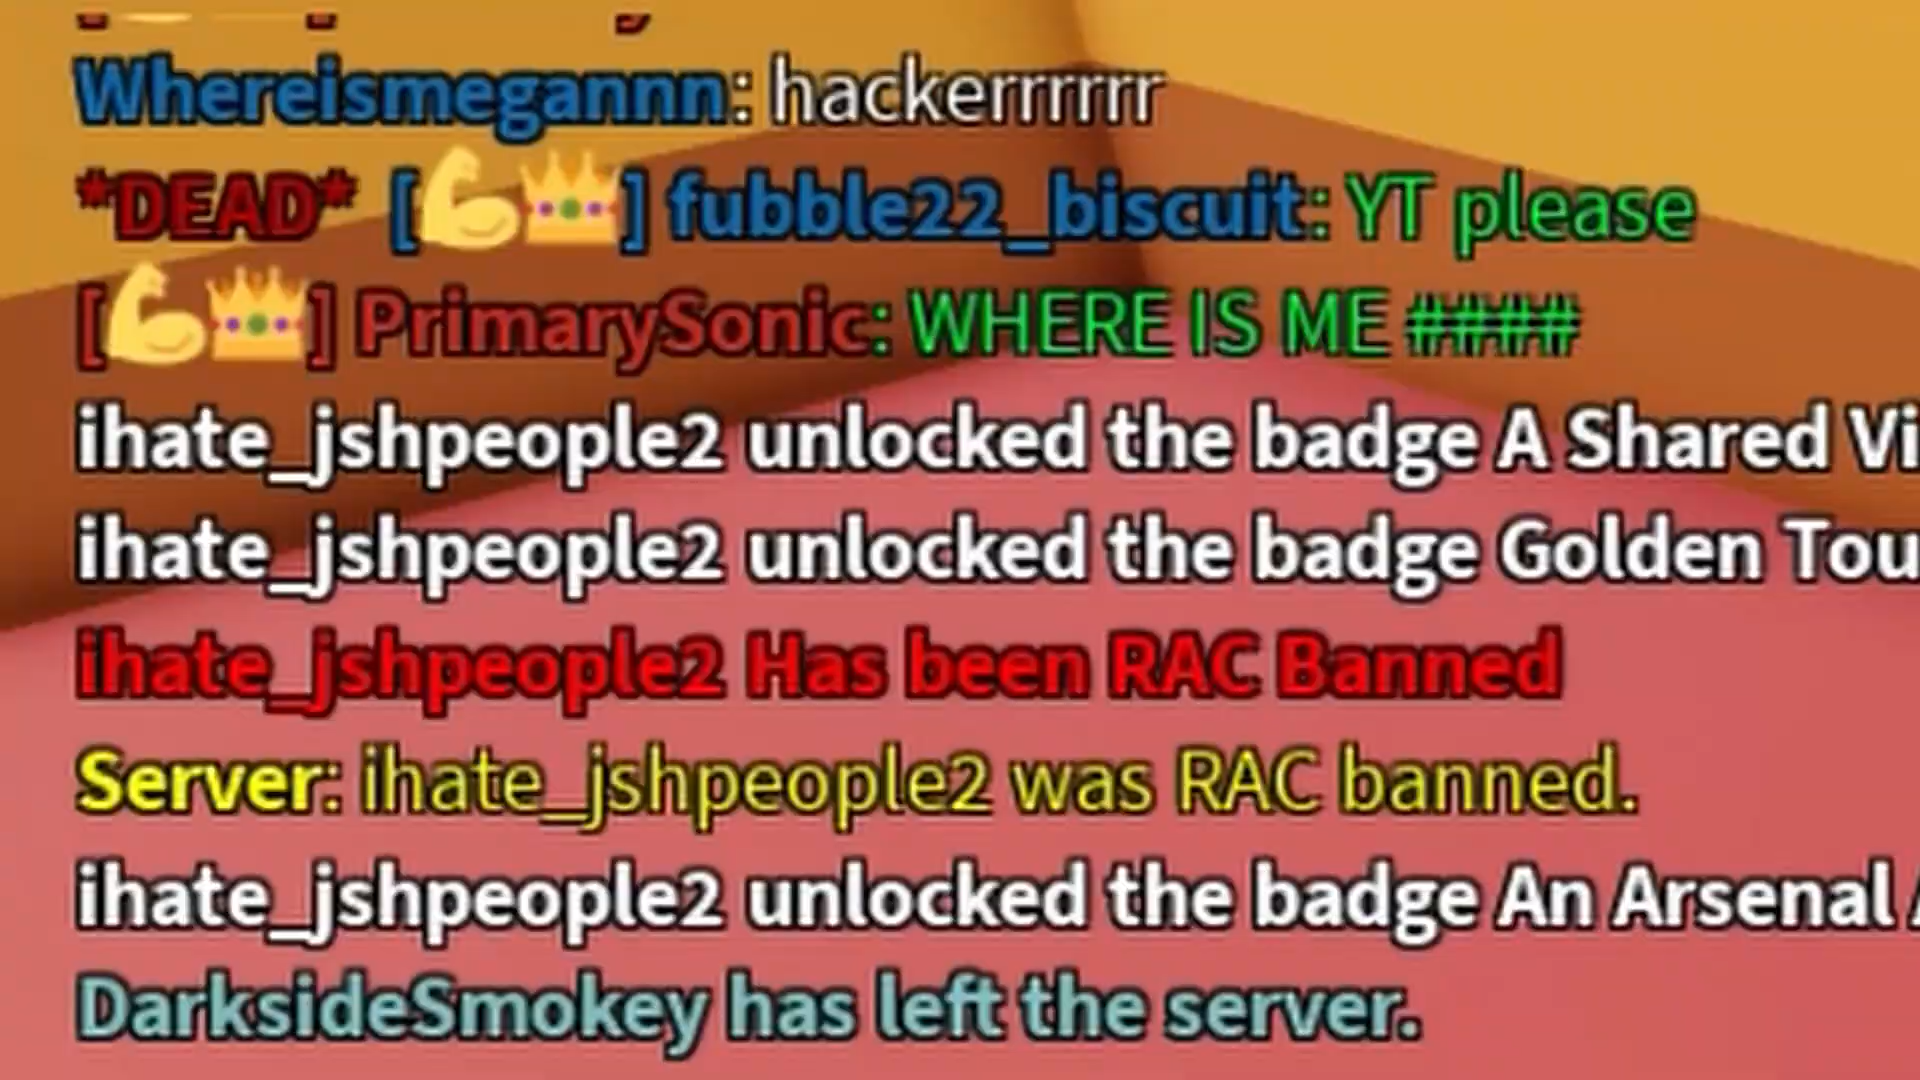 Whereismegannn: hackerrrrrr
*DEAD* [💪👑] fubble22_biscuit: YT please
[💪👑] PrimarySonic: WHERE IS ME ####
ihate_jshpeople2 unlocked the badge A Shared Vi
ihate_jshpeople2 unlocked the badge Golden Tou
ihate_jshpeople2 Has been RAC Banned
Server: ihate_jshpeople2 was RAC banned.
ihate_jshpeople2 unlocked the badge An Arsenal
DarksideSmokey has left the server.